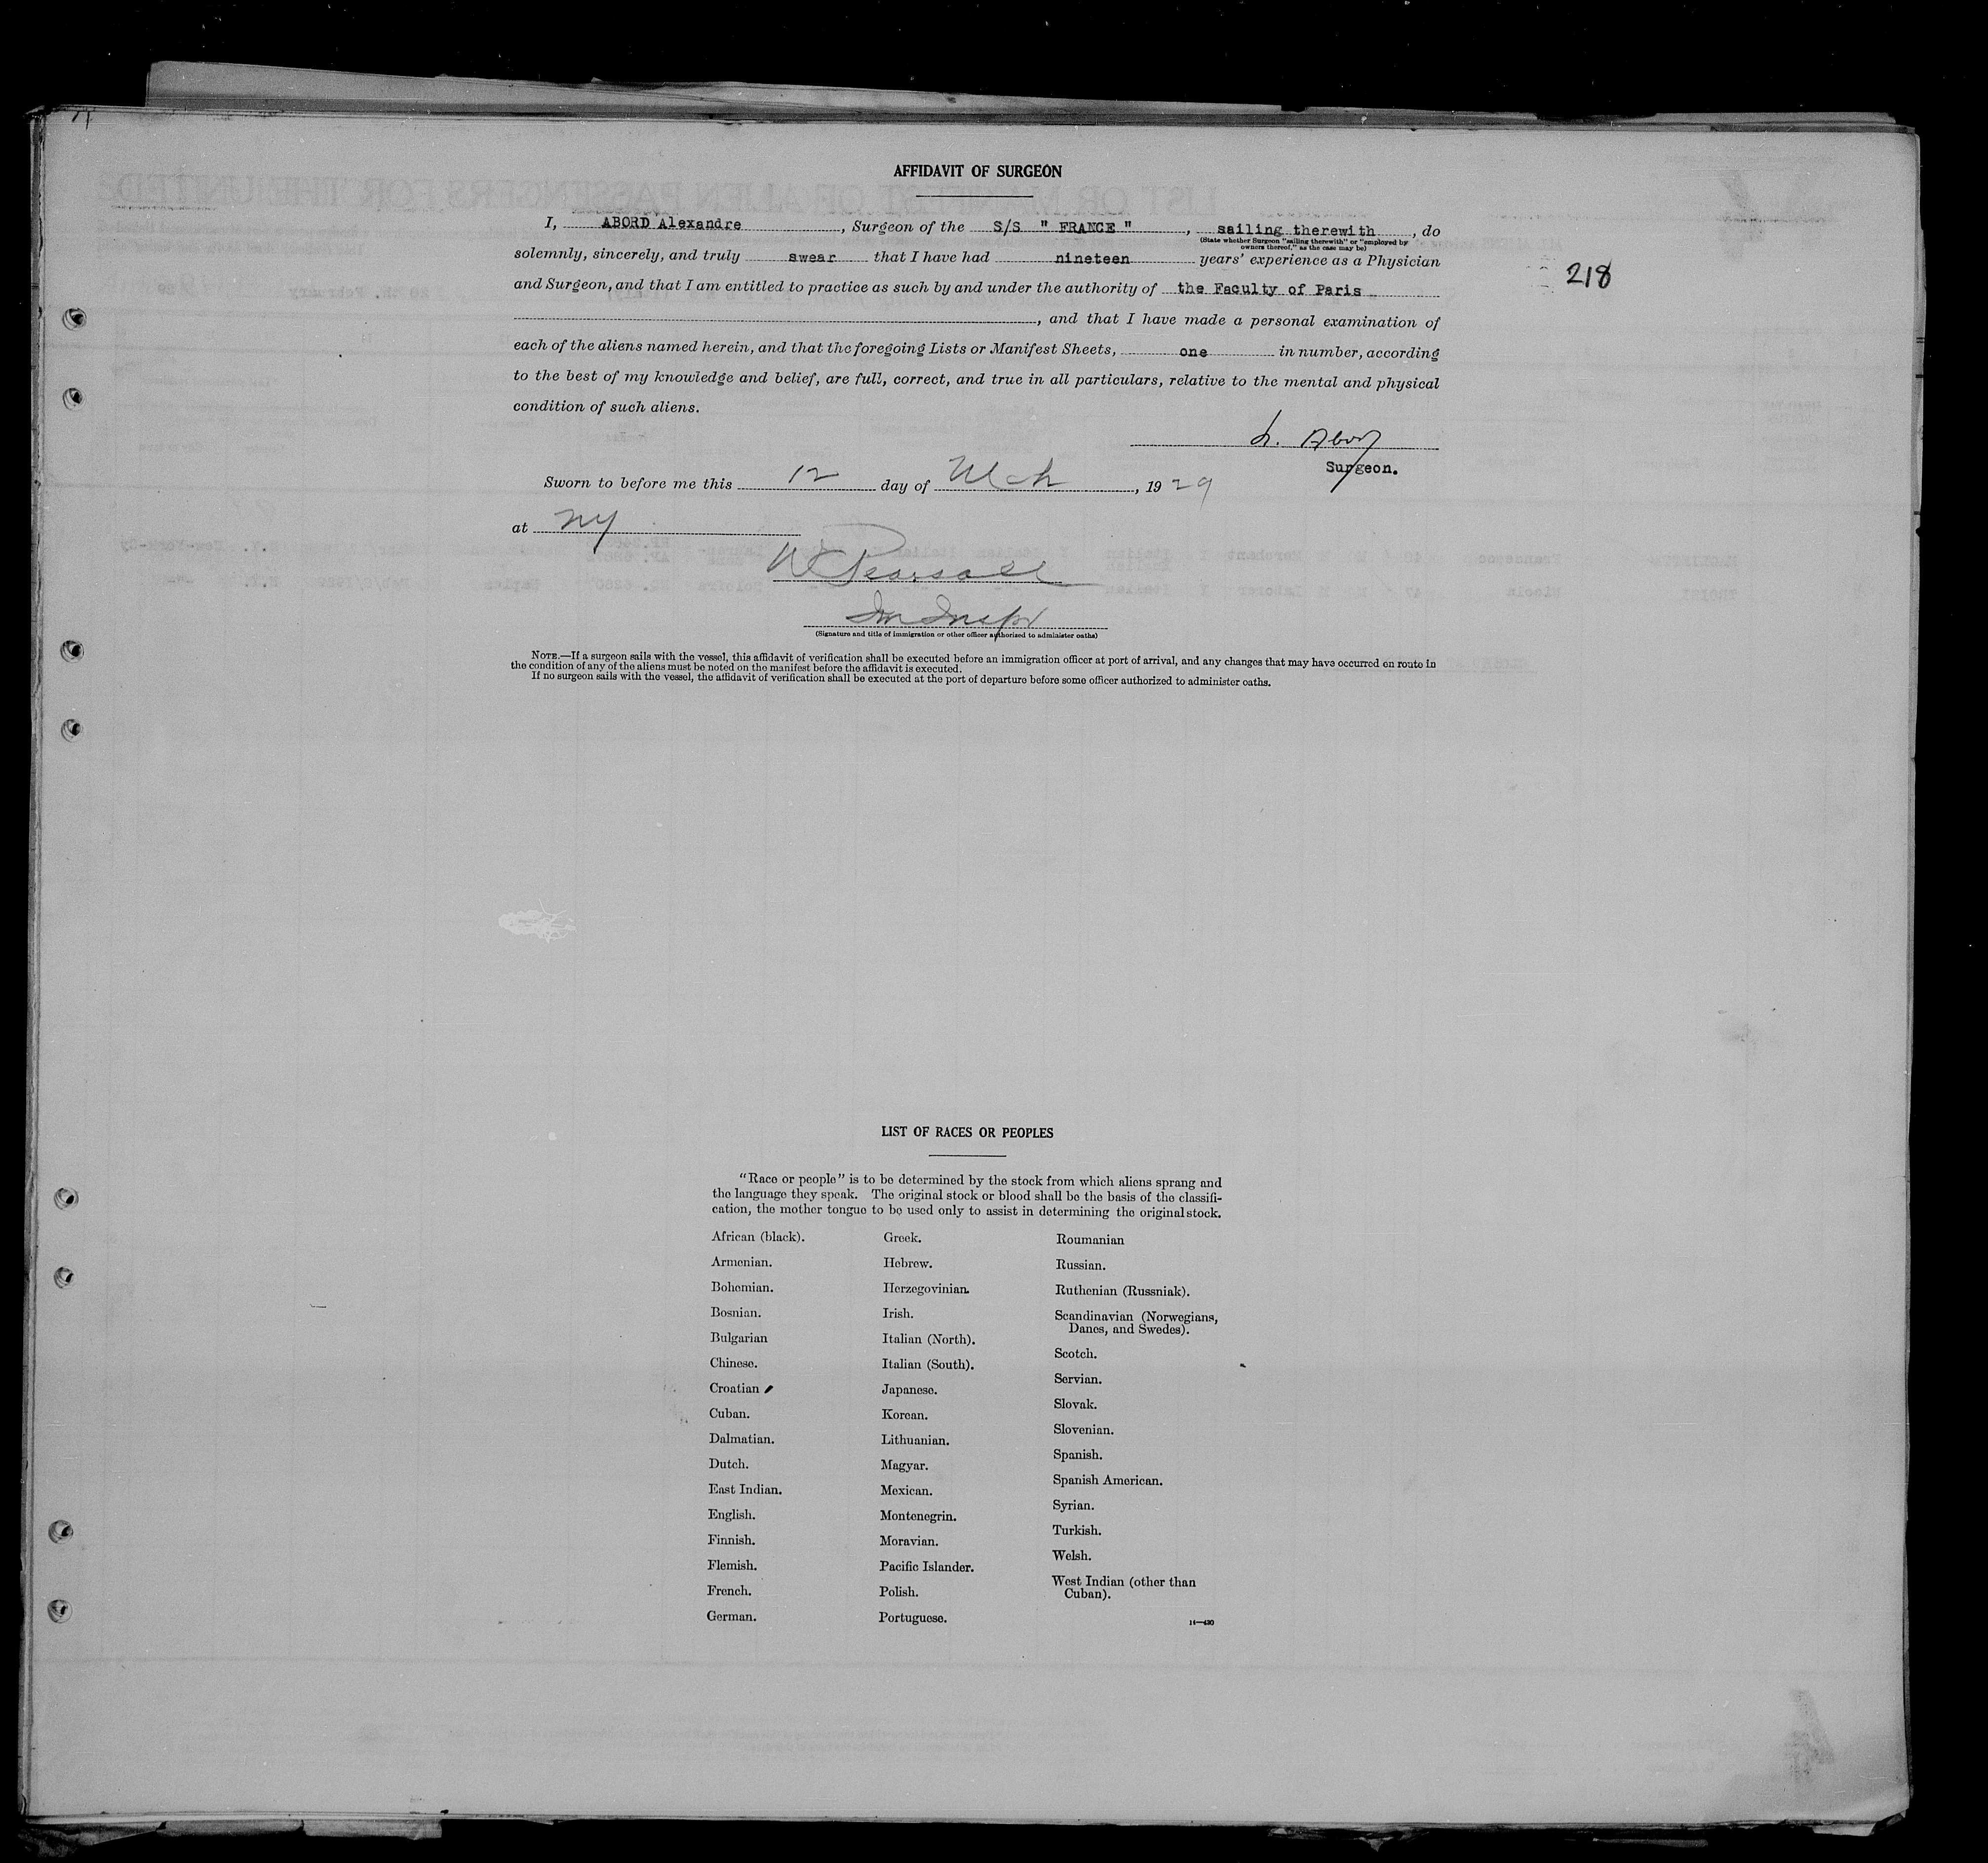 AFFIDAVIT OF SURGEON
I, ABORD Alexandre, Surgeon of the S/S " FRANCE ", sailing therewith, do
(State whether Surgeon "sailing therewith" or "employed by
owners thereof," as the case may be)
solemnly, sincerely, and truly swear that I have had nineteen years' experience as a Physician
218
and Surgeon, and that I am entitled to practice as such by and under the authority of the Faculty of Paris
, and that I have made a personal examination of
each of the aliens named herein, and that the foregoing Lists or Manifest Sheets, one in number, according
to the best of my knowledge and belief, are full, correct, and true in all particulars, relative to the mental and physical
condition of such aliens.
Surgeon.
Sworn to before me this 12 day of Mch, 1929
at NY
W Pearsall
Im Inspr
(Signature and title of immigration or other officer authorized to administer oaths)
NOTE.—If a surgeon sails with the vessel, this affidavit of verification shall be executed before an immigration officer at port of arrival, and any changes that may have occurred en route in
the condition of any of the aliens must be noted on the manifest before the affidavit is executed.
If no surgeon sails with the vessel, the affidavit of verification shall be executed at the port of departure before some officer authorized to administer oaths.
LIST OF RACES OR PEOPLES
"Race or people" is to be determined by the stock from which aliens sprang and
the language they speak. The original stock or blood shall be the basis of the classifi-
cation, the mother tongue to be used only to assist in determining the original stock.
African (black).
Armenian.
Bohemian.
Bosnian.
Bulgarian
Chinese.
Croatian
Cuban.
Dalmatian.
Dutch.
East Indian.
English.
Finnish.
Flemish.
French.
German.
Greek.
Hebrew.
Herzegovinian.
Irish.
Italian (North).
Italian (South).
Japanese.
Korean.
Lithuanian.
Magyar.
Mexican.
Montenegrin.
Moravian.
Pacific Islander.
Polish.
Portuguese.
Roumanian
Russian.
Ruthenian (Russniak).
Scandinavian (Norwegians,
Danes, and Swedes).
Scotch.
Servian.
Slovak.
Slovenian.
Spanish.
Spanish American.
Syrian.
Turkish.
Welsh.
West Indian (other than
Cuban).
14—430